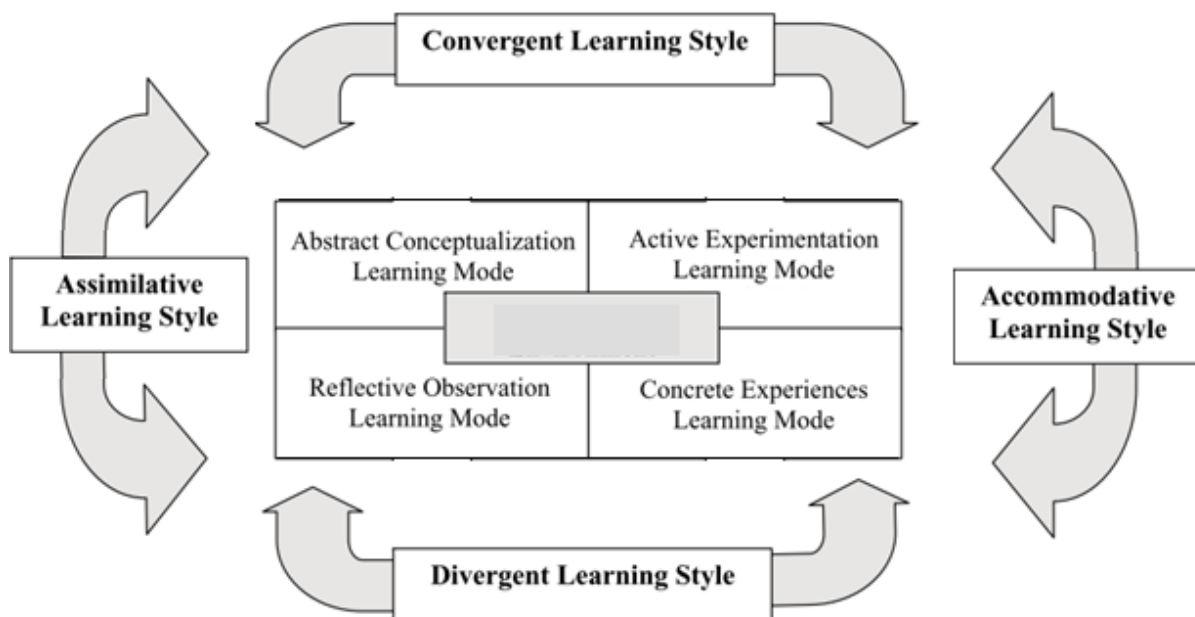 Convergent Learning Style
Abstract Conceptualization
Learning Mode
Active Experimentation
Learning Mode
Assimilative
Learning Style
Accommodative
Learning Style
Reflective Observation
Learning Mode
Concrete Experiences
Learning Mode
Divergent Learning Style